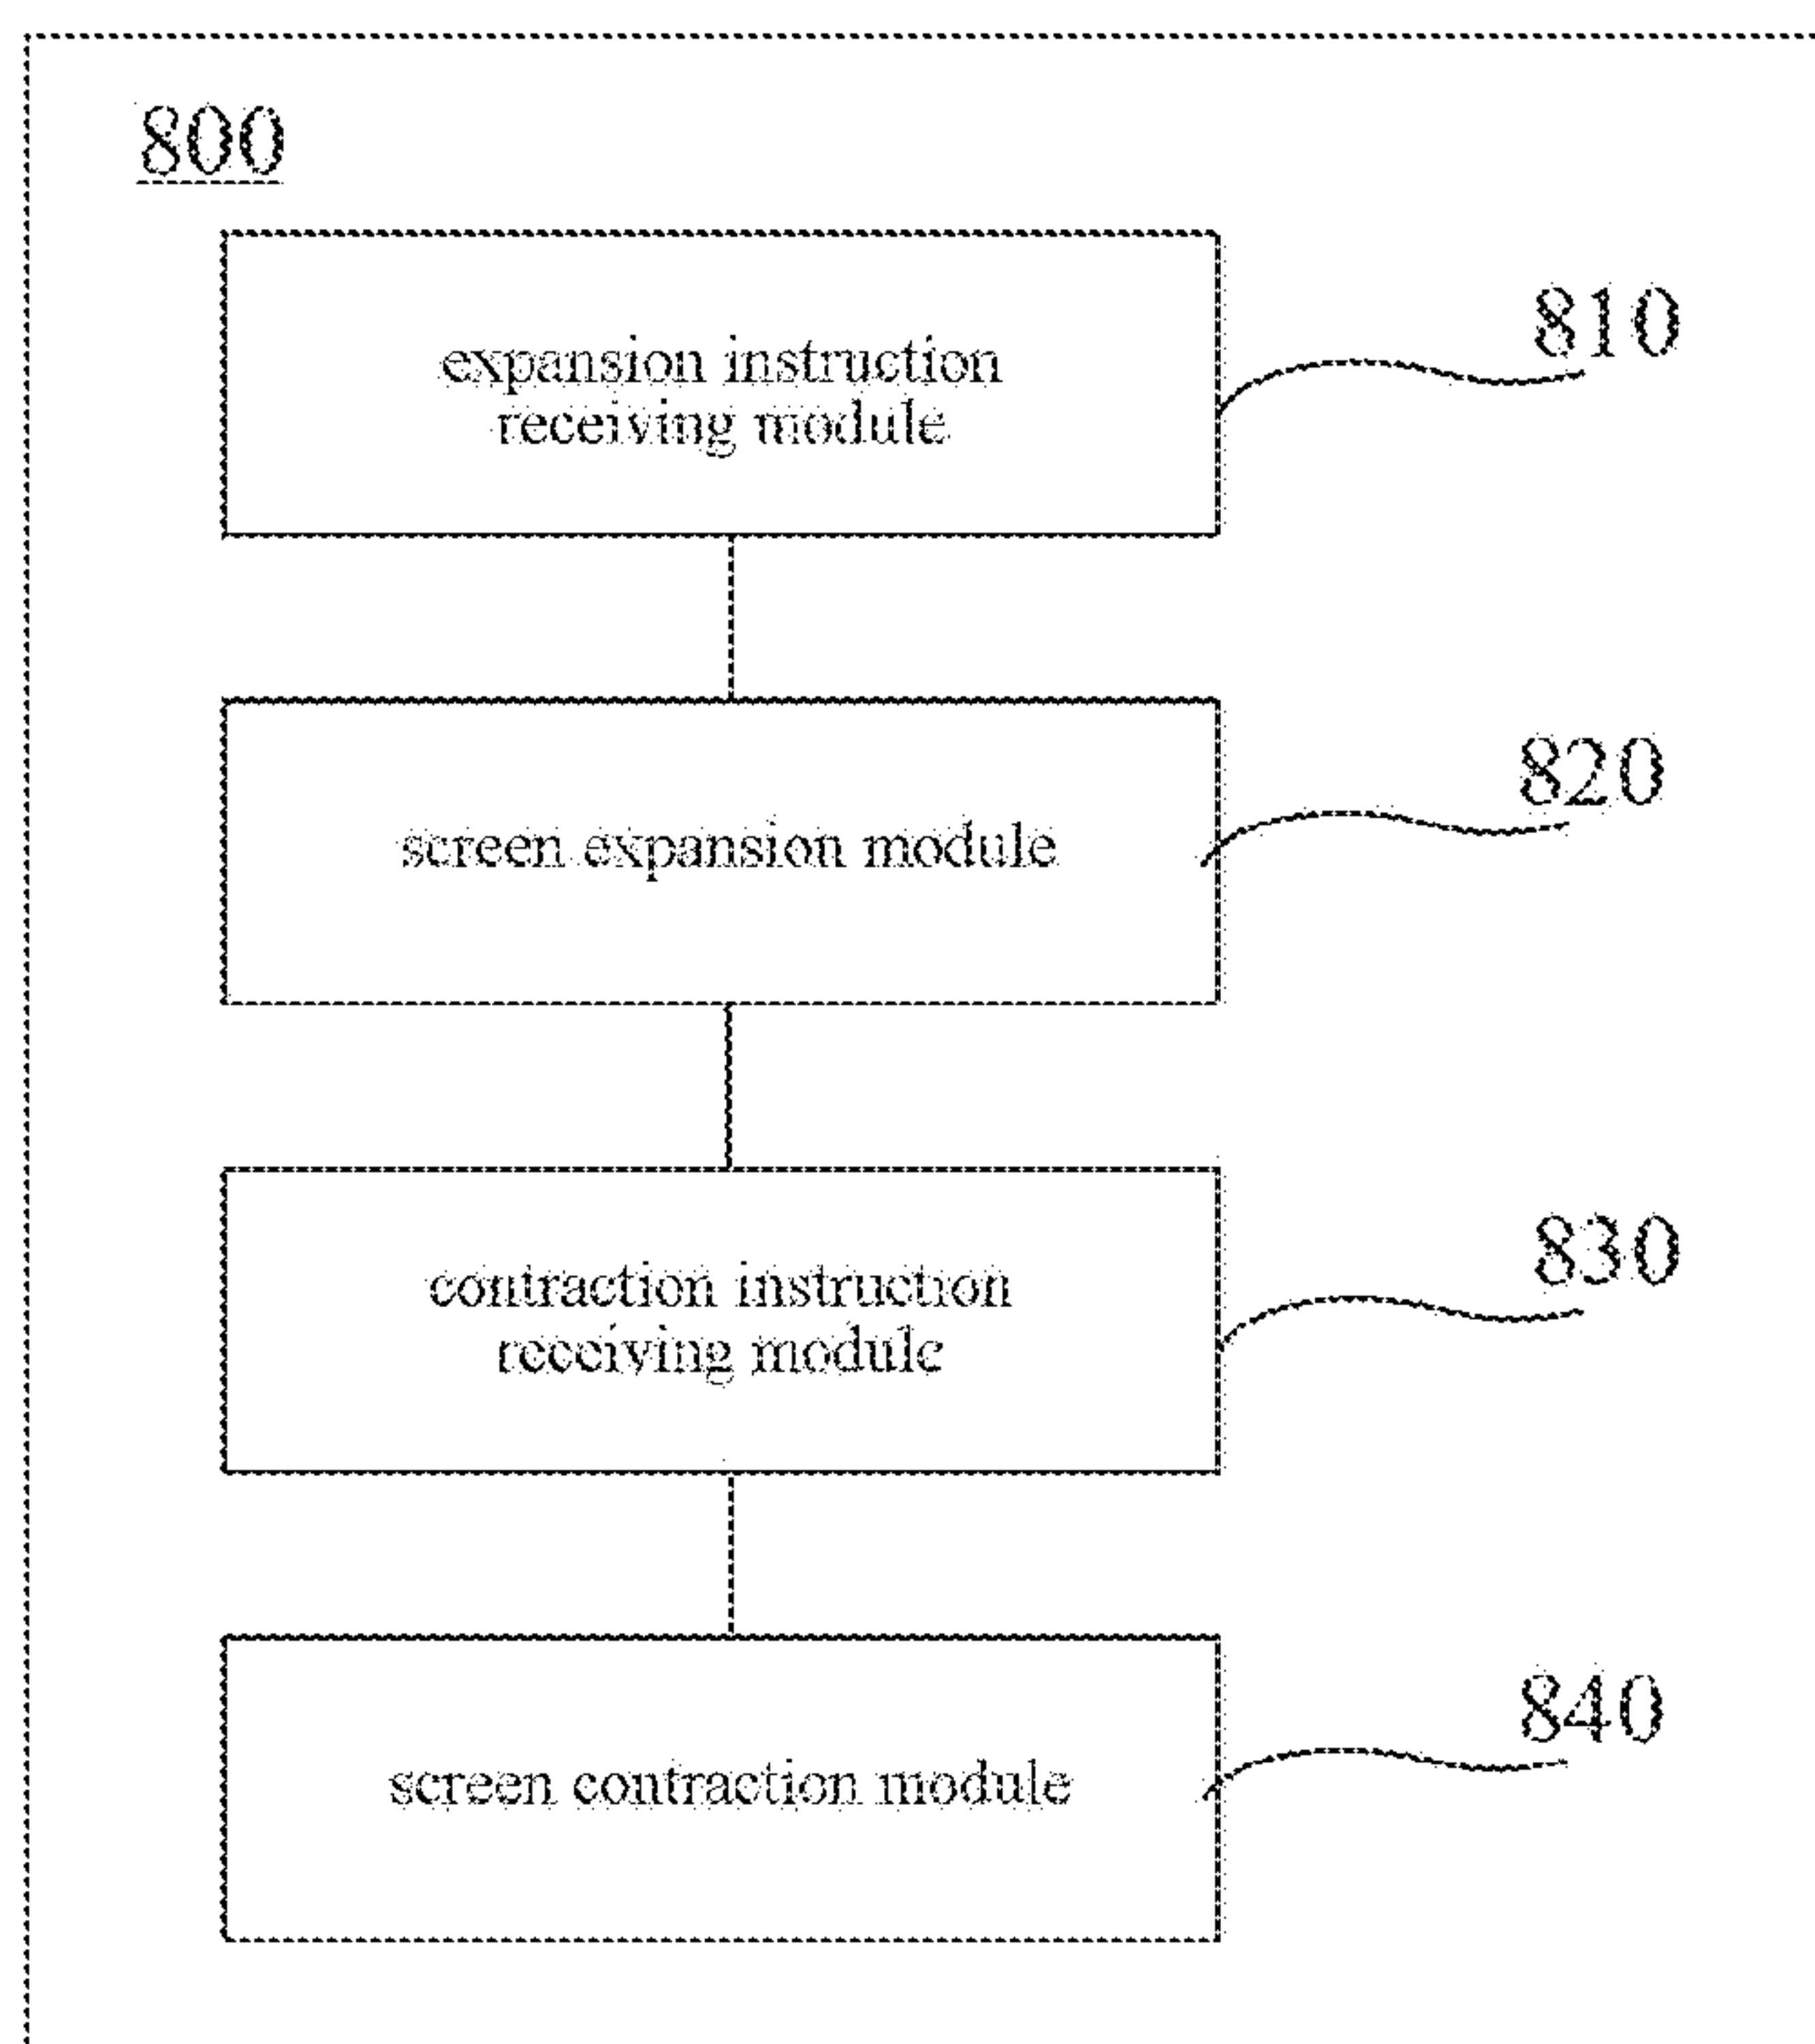 800
810
expansion instruction
receiving module
820
screen expansion module
830
contraction instruction
receiving module
840
screen contraction module